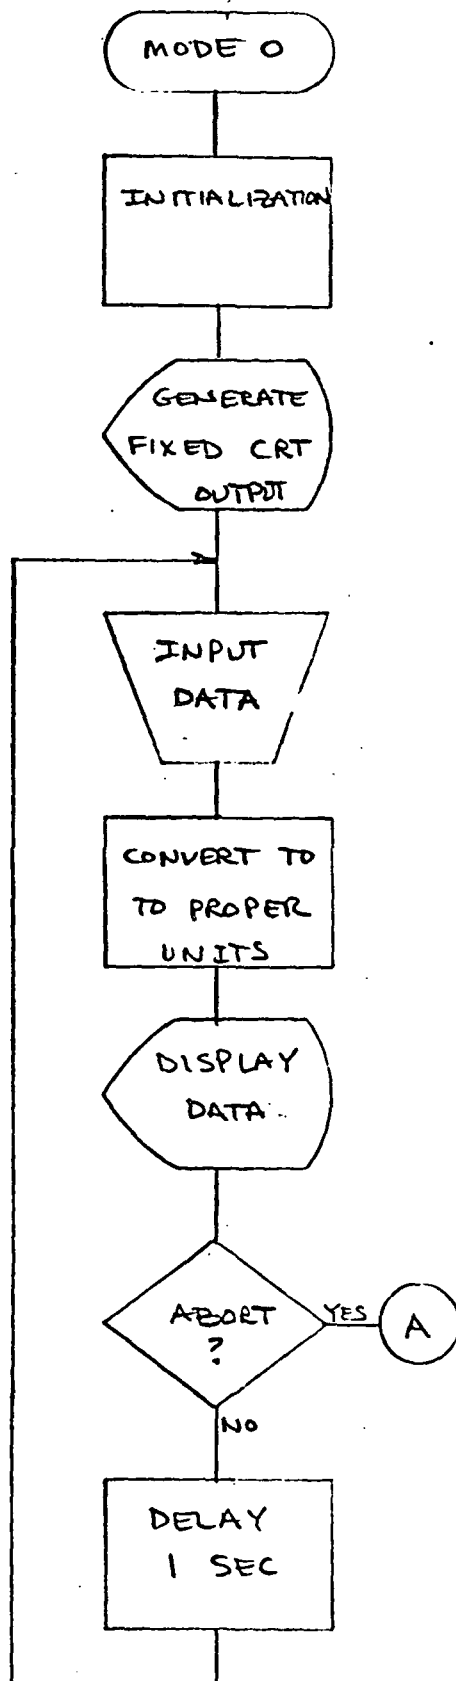 MODE 0
INITIALIZATION
GENERATE
FIXED CRT
OUTPUT
INPUT
DATA
CONVERT TO
TO PROPER
UNITS
DISPLAY
DATA
ABORT
?
YES
A
NO
DELAY
1 SEC